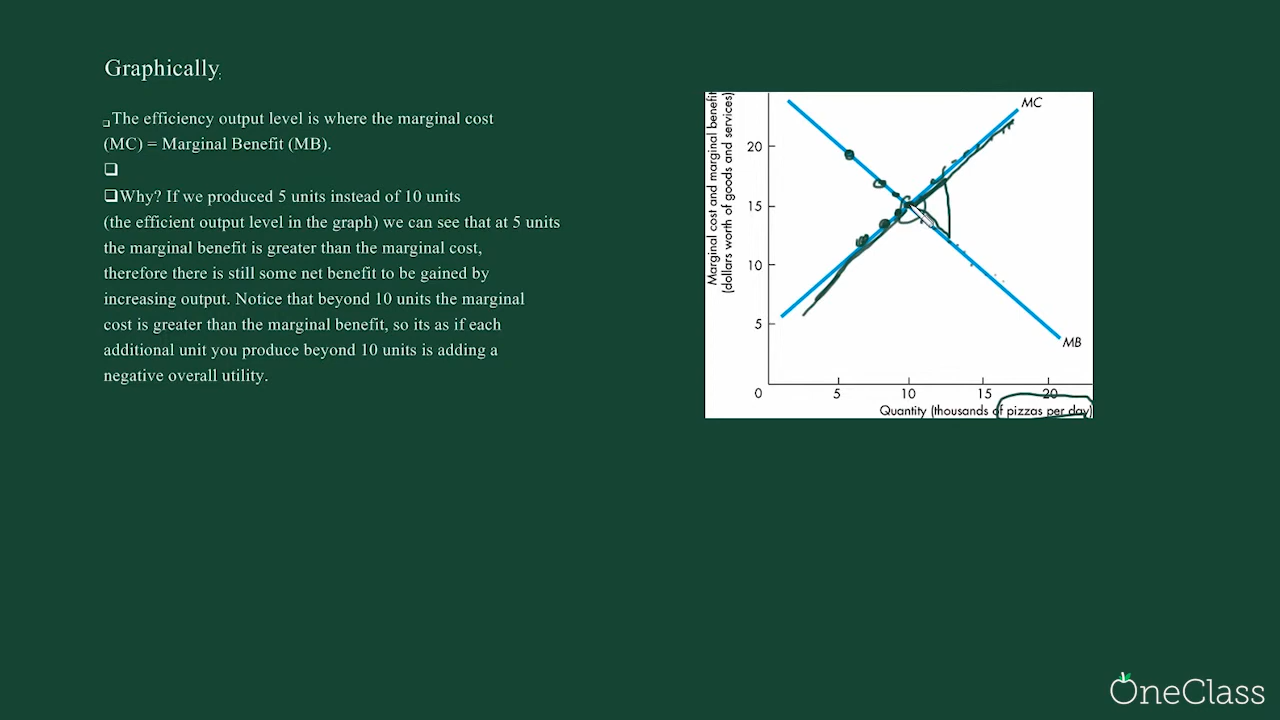 Graphically:
The efficiency output level is where the marginal cost
(MC) = Marginal Benefit (MB).
Why? If we produced 5 units instead of 10 units
(the efficient output level in the graph) we can see that at 5 units
the marginal benefit is greater than the marginal cost,
therefore there is still some net benefit to be gained by
increasing output. Notice that beyond 10 units the marginal
cost is greater than the marginal benefit, so its as if each
additional unit you produce beyond 10 units is adding a
negative overall utility.
Marginal cost and marginal benefit
(dollars worth of goods and services)
MC
20
15
10
5
MB
0 5 10 15 20
Quantity (thousands of pizzas per day)
OneClass